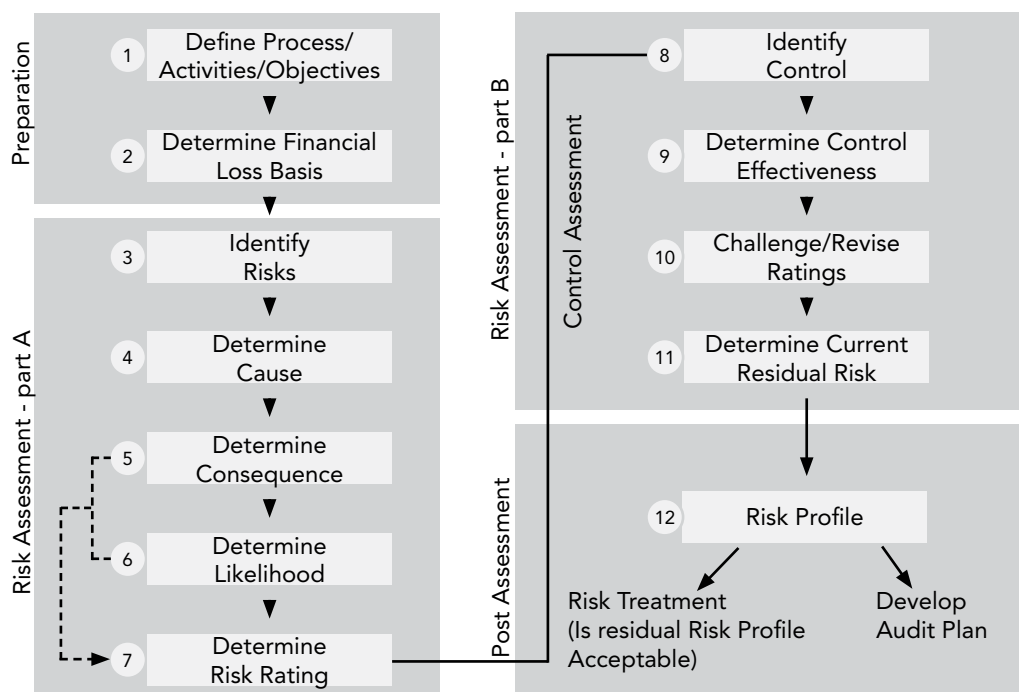 Preparation
1
Define Process/
Activities/Objectives
2
Determine Financial
Loss Basis
Risk Assessment - part A
3
Identify
Risks
4
Determine
Cause
5
Determine
Consequence
6
Determine
Likelihood
7
Determine
Risk Rating
Risk Assessment - part B
Control Assessment
8
Identify
Control
9
Determine Control
Effectiveness
10
Challenge/Revise
Ratings
11
Determine Current
Residual Risk
Post Assessment
12
Risk Profile
Risk Treatment
(Is residual Risk Profile
Acceptable)
Develop
Audit Plan